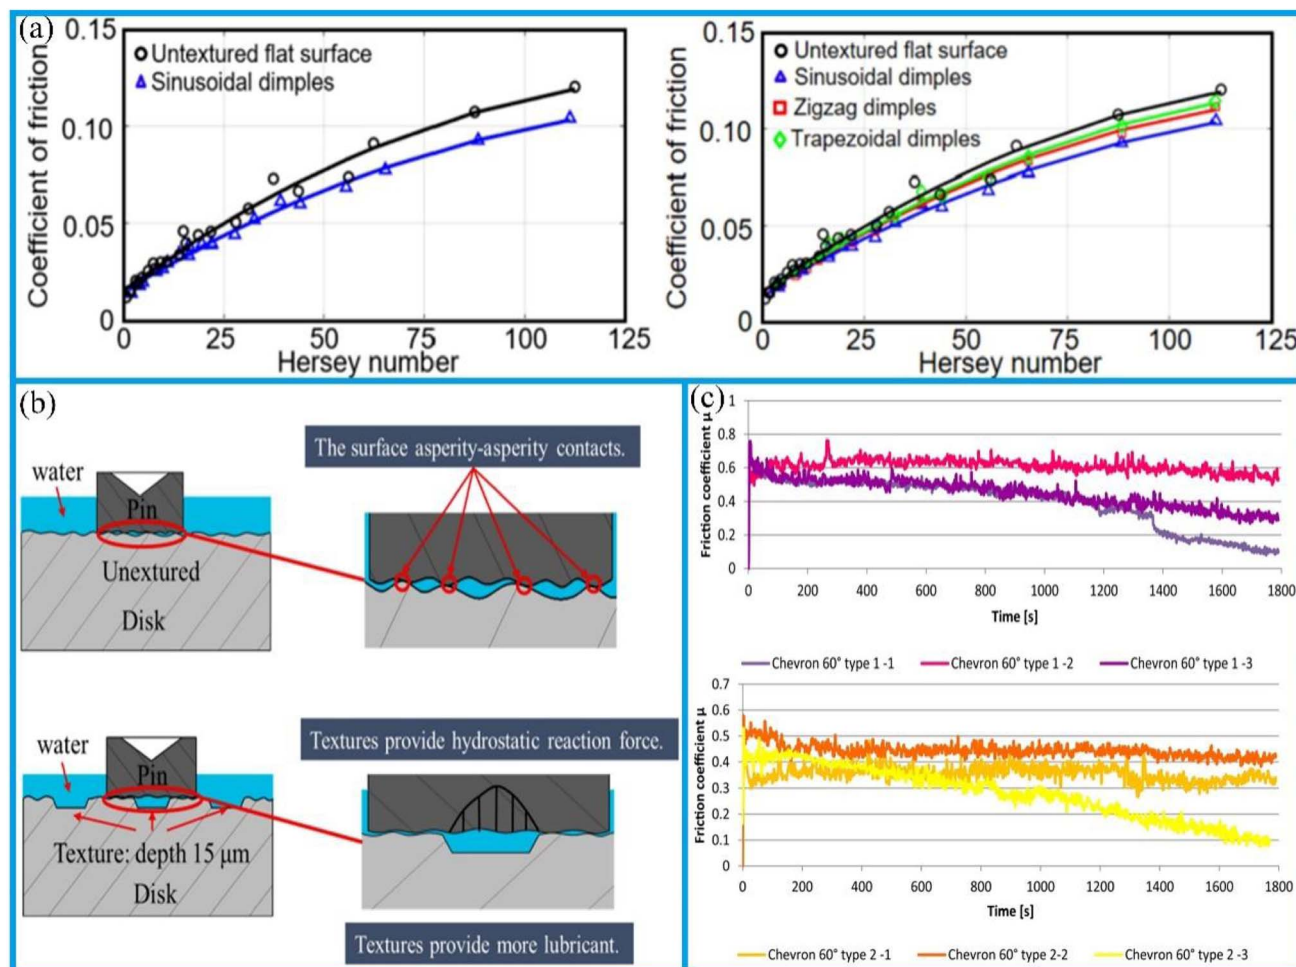 (a)
0.15
0.10
0.05
0
Coefficient of friction
Untextured flat surface
Sinusoidal dimples
0 25 50 75 100 125
Hersey number
0.15
0.10
0.05
0
Coefficient of friction
Untextured flat surface
Sinusoidal dimples
Zigzag dimples
Trapezoidal dimples
0 25 50 75 100 125
Hersey number
(b)
water
Pin
Unextured
Disk
The surface asperity-asperity contacts.
water
Pin
Texture: depth 15 μm
Disk
Textures provide hydrostatic reaction force.
Textures provide more lubricant.
(c)
1
0.8
0.6
0.4
0.2
0
Friction coefficient μ
0 200 400 600 800 1000 1200 1400 1600 1800
Time [s]
Chevron 60° type 1 -1 Chevron 60° type 1 -2 Chevron 60° type 1 -3
0.7
0.6
0.5
0.4
0.3
0.2
0.1
0
Friction coefficient μ
0 200 400 600 800 1000 1200 1400 1600 1800
Time [s]
Chevron 60° type 2 -1 Chevron 60° type 2-2 Chevron 60° type 2 -3